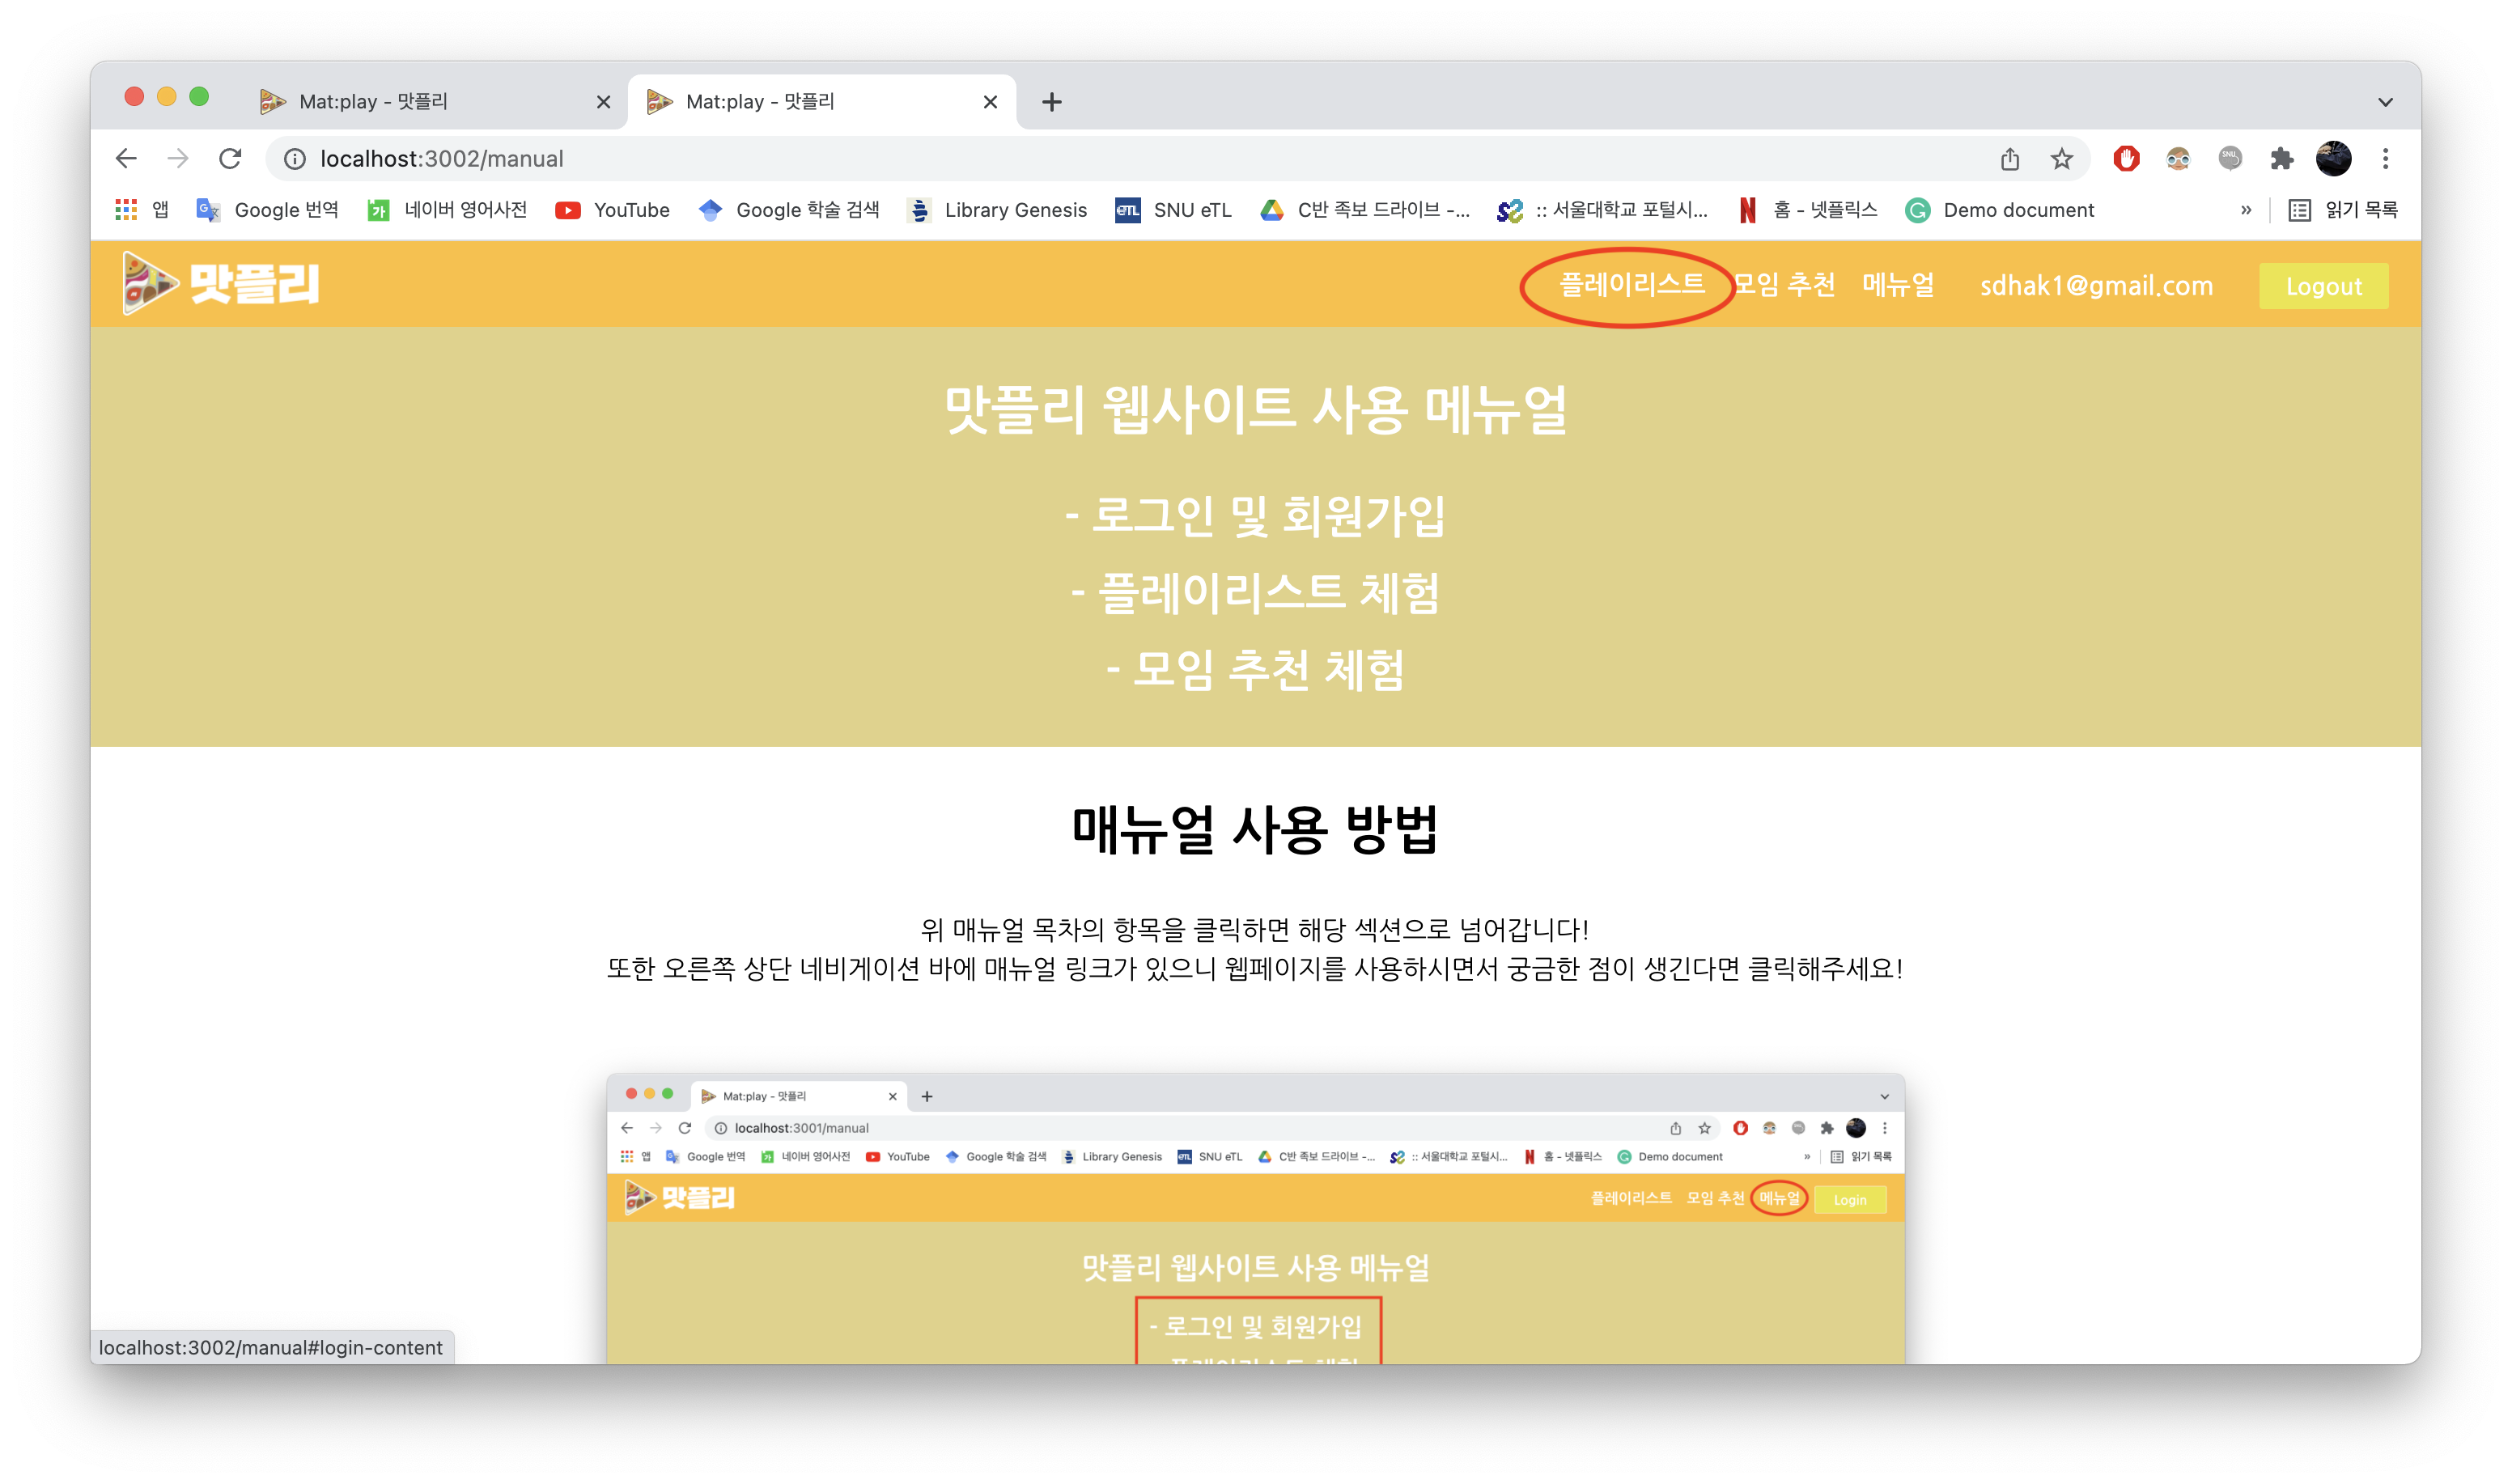 Mat:play - 맛플리
Mat:play - 맛플리
localhost:3002/manual
앱 Google 번역 네이버 영어사전 YouTube Google 학술 검색 Library Genesis eTL SNU eTL C반 족보 드라이브 -... :: 서울대학교 포털시... 홈 - 넷플릭스 Demo document » 읽기 목록
맛플리 플레이리스트 모임 추천 메뉴얼 sdhak1@gmail.com Logout
맛플리 웹사이트 사용 메뉴얼
- 로그인 및 회원가입
- 플레이리스트 체험
- 모임 추천 체험
매뉴얼 사용 방법
위 매뉴얼 목차의 항목을 클릭하면 해당 섹션으로 넘어갑니다!
또한 오른쪽 상단 네비게이션 바에 매뉴얼 링크가 있으니 웹페이지를 사용하시면서 궁금한 점이 생긴다면 클릭해주세요!
Mat:play - 맛플리
localhost:3001/manual
앱 Google 번역 네이버 영어사전 YouTube Google 학술 검색 Library Genesis eTL SNU eTL C반 족보 드라이브 -... :: 서울대학교 포털시... 홈 - 넷플릭스 Demo document » 읽기 목록
맛플리 플레이리스트 모임 추천 메뉴얼 Login
맛플리 웹사이트 사용 메뉴얼
- 로그인 및 회원가입
플레이리스트 체험
localhost:3002/manual#login-content